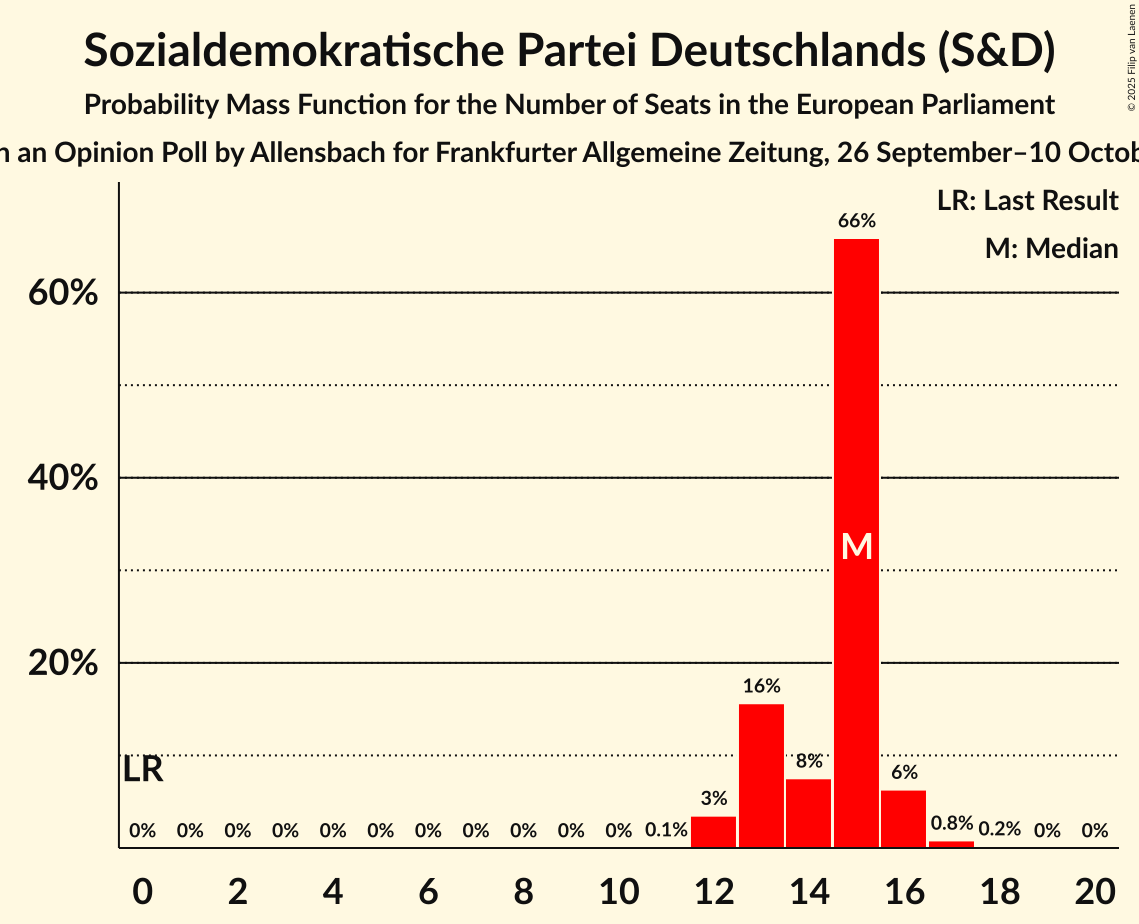 Sozialdemokratische Partei Deutschlands (S&D)
Probability Mass Function for the Number of Seats in the European Parliament
an Opinion Poll by Allensbach for Frankfurter Allgemeine Zeitung, 26 September–10
© 2025 Filip van Laenen
LR: Last Result
M: Median
60%
40%
20%
66%
M
16%
8%
6%
3%
0.8%
0.2%
0.1%
LR
0% 0% 0% 0% 0% 0% 0% 0% 0% 0% 0% 0% 0%
0 2 4 6 8 10 12 14 16 18 20